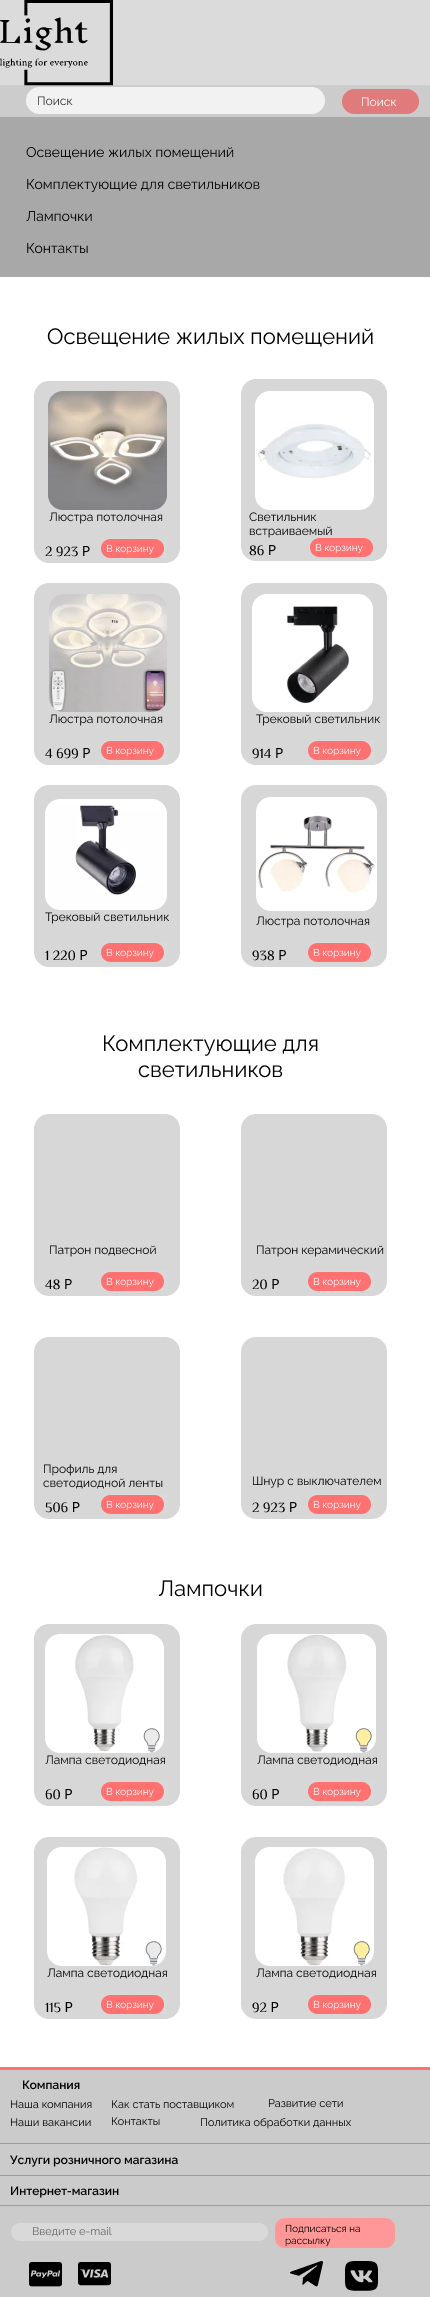 Light
lighting for everyone
Поиск
Поиск
Освещение жилых помещений
Комплектующие для светильников
Лампочки
Контакты
Освещение жилых помещений
Люстра потолочная
2 923 Р
В корзину
Светильник
встраиваемый
86 Р
В корзину
Люстра потолочная
4 699 Р
В корзину
Трековый светильник
914 Р
В корзину
Трековый светильник
1 220 Р
В корзину
Люстра потолочная
938 Р
В корзину
Комплектующие для
светильников
Патрон подвесной
48 Р
В корзину
Патрон керамический
20 Р
В корзину
Профиль для
светодиодной ленты
506 Р
В корзину
Шнур с выключателем
2 923 Р
В корзину
Лампочки
Лампа светодиодная
60 Р
В корзину
Лампа светодиодная
60 Р
В корзину
Лампа светодиодная
115 Р
В корзину
Лампа светодиодная
92 Р
В корзину
Компания
Наша компания Как стать поставщиком Развитие сети
Наши вакансии Контакты Политика обработки данных
Услуги розничного магазина
Интернет-магазин
Введите e-mail
Подписаться на
рассылку
PayPal VISA